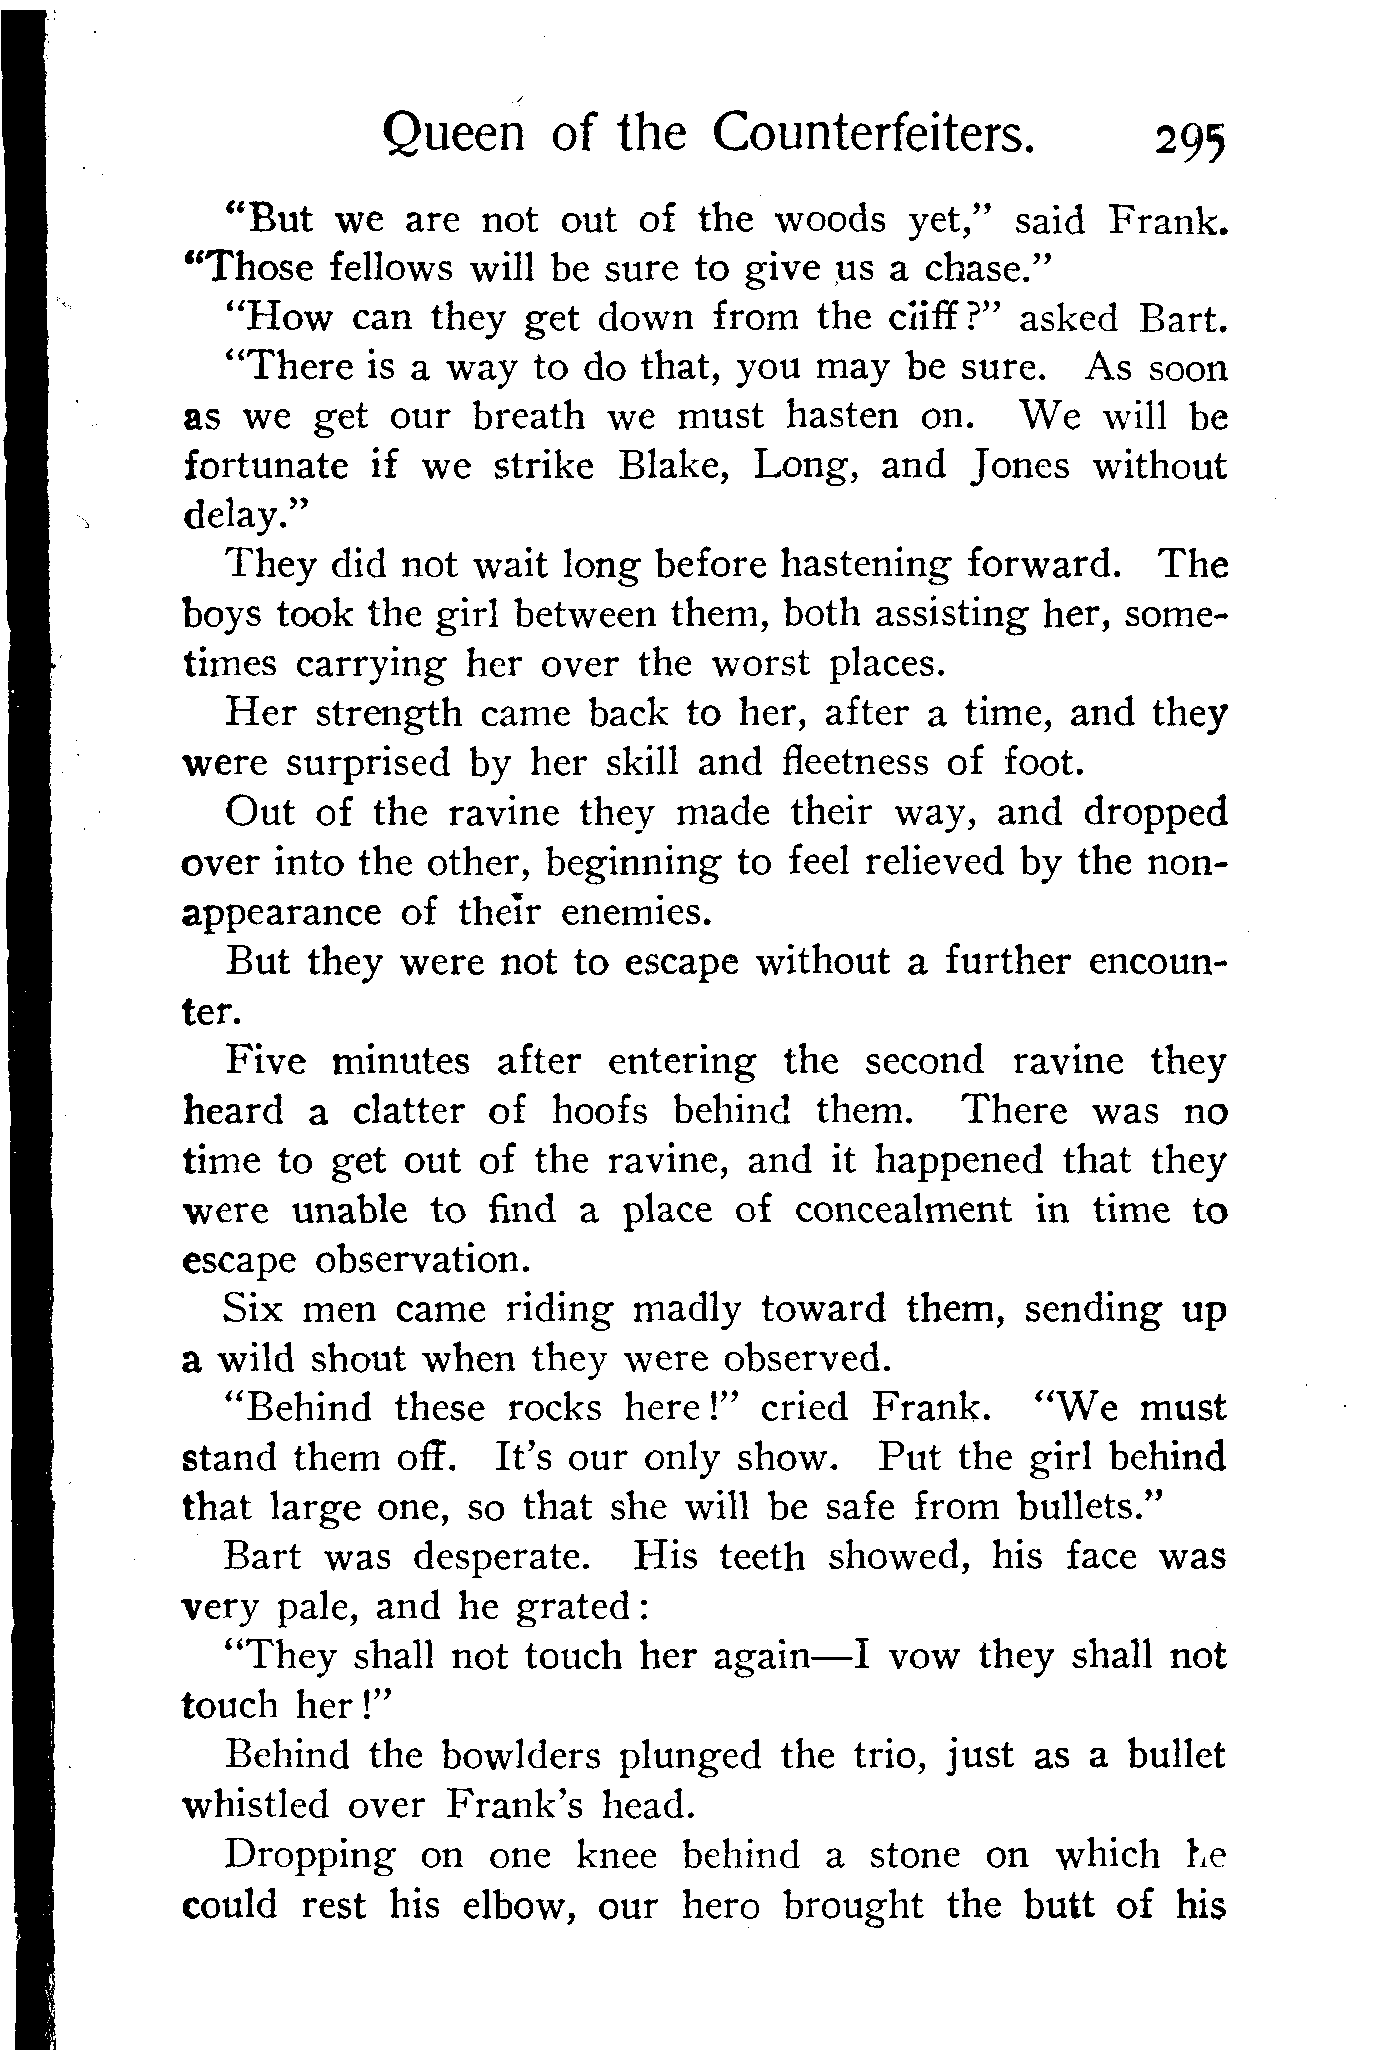 Queen of the Counterfeiters. 295
“But we are not out of the woods yet,” said Frank.
“Those fellows will be sure to give us a chase.”
“How can they get down from the cliff?” asked Bart.
“There is a way to do that, you may be sure. As soon
as we get our breath we must hasten on. We will be
fortunate if we strike Blake, Long, and Jones without
delay.”
They did not wait long before hastening forward. The
boys took the girl between them, both assisting her, some-
times carrying her over the worst places.
Her strength came back to her, after a time, and they
were surprised by her skill and fleetness of foot.
Out of the ravine they made their way, and dropped
over into the other, beginning to feel relieved by the non-
appearance of their enemies.
But they were not to escape without a further encoun-
ter.
Five minutes after entering the second ravine they
heard a clatter of hoofs behind them. There was no
time to get out of the ravine, and it happened that they
were unable to find a place of concealment in time to
escape observation.
Six men came riding madly toward them, sending up
a wild shout when they were observed.
“Behind these rocks here!” cried Frank. “We must
stand them off. It’s our only show. Put the girl behind
that large one, so that she will be safe from bullets.”
Bart was desperate. His teeth showed, his face was
very pale, and he grated:
“They shall not touch her again—I vow they shall not
touch her!”
Behind the bowlders plunged the trio, just as a bullet
whistled over Frank’s head.
Dropping on one knee behind a stone on which he
could rest his elbow, our hero brought the butt of his